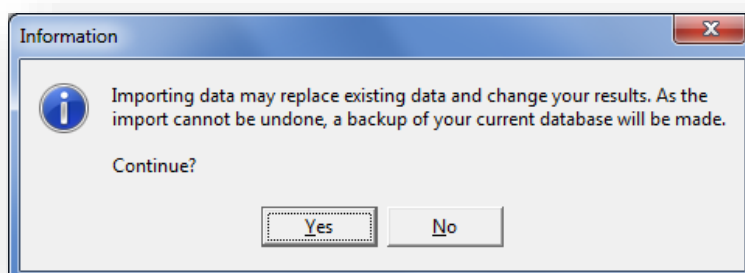 Information
Importing data may replace existing data and change your results. As the
import cannot be undone, a backup of your current database will be made.
Continue?
Yes
No